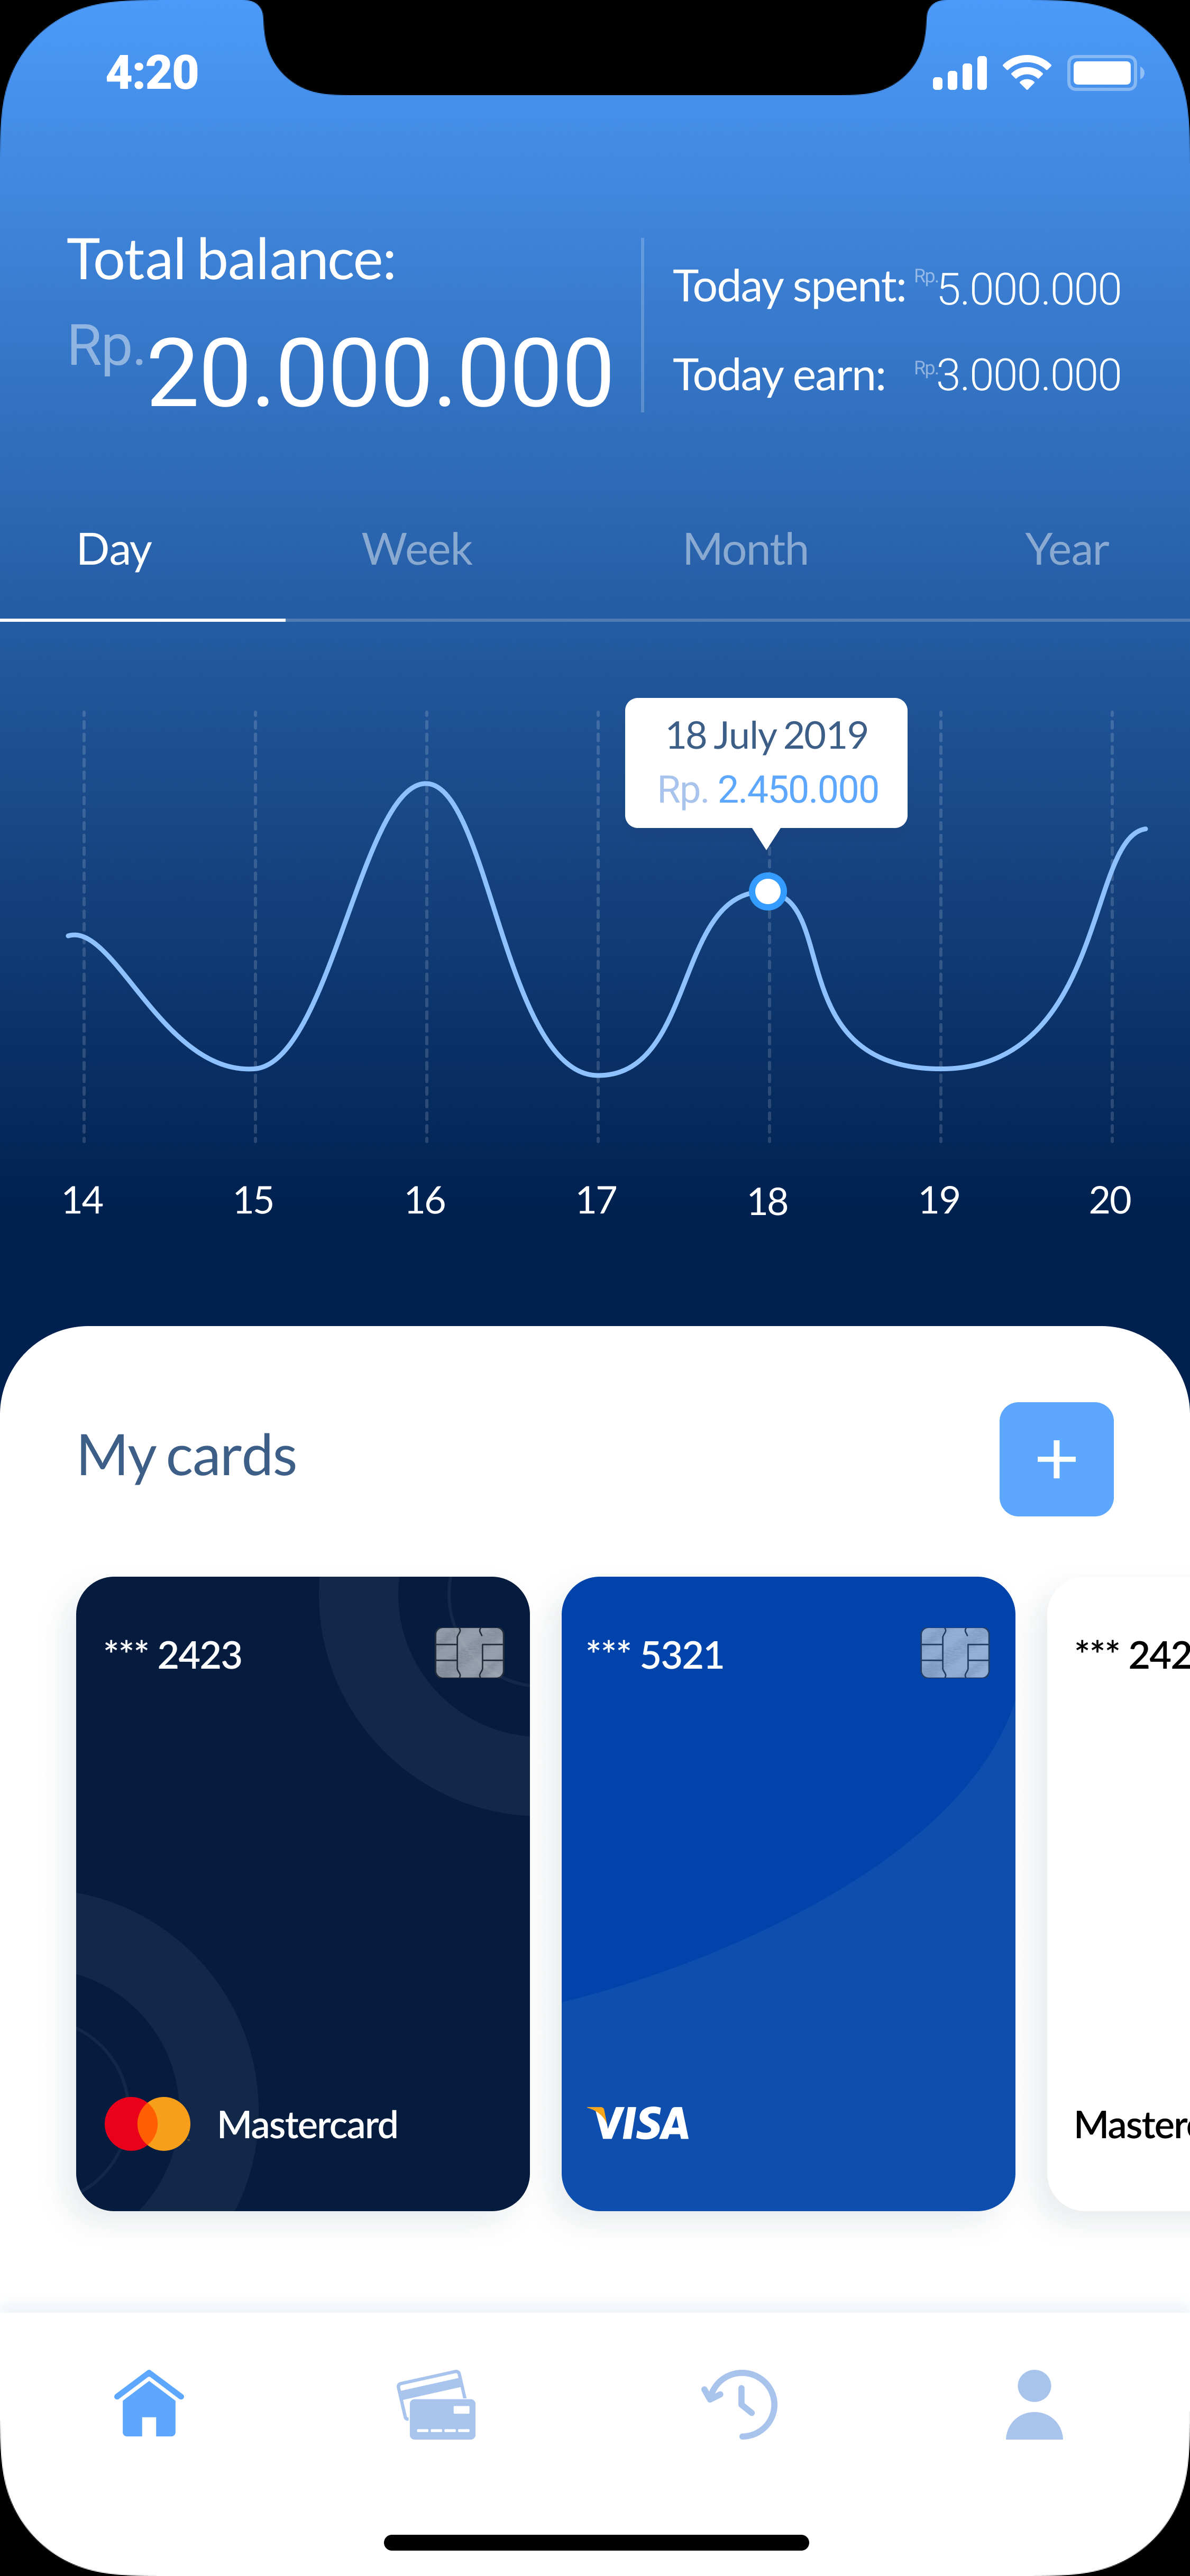 4:20
Total balance:
Rp.20.000.000
Today spent: Rp.5.000.000
Today earn: Rp.3.000.000
Day Week Month Year
18 July 2019
Rp. 2.450.000
14 15 16 17 18 19 20
My cards
+
*** 2423 *** 5321 *** 242
Mastercard VISA Master